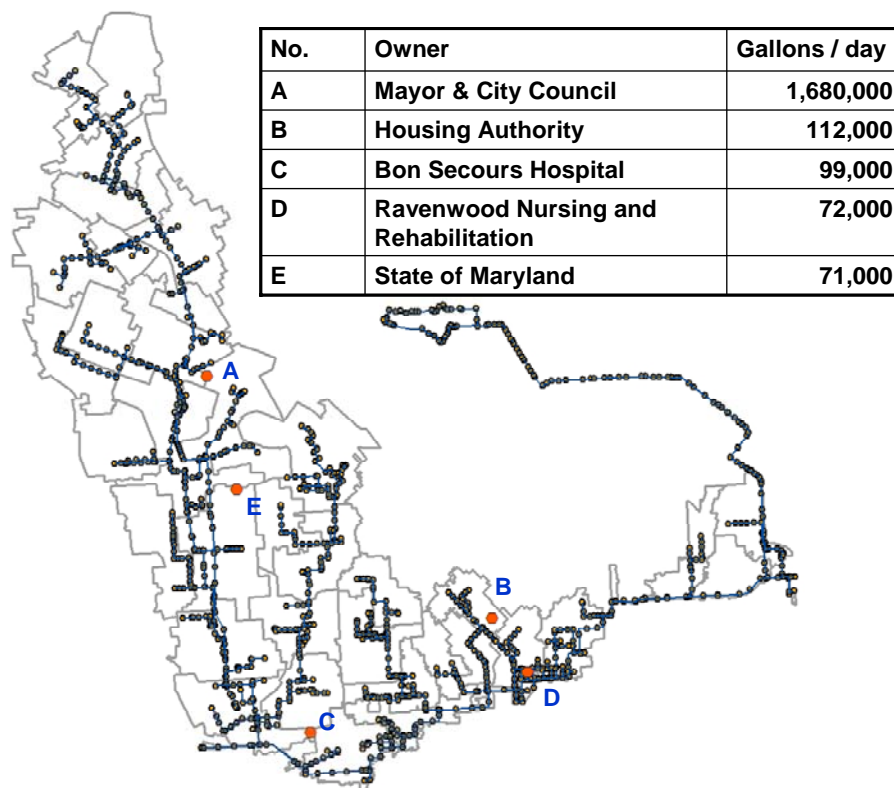 No. Owner Gallons / day
A Mayor & City Council 1,680,000
B Housing Authority 112,000
C Bon Secours Hospital 99,000
D Ravenwood Nursing and 72,000
Rehabilitation
E State of Maryland 71,000
A
E
B
D
C